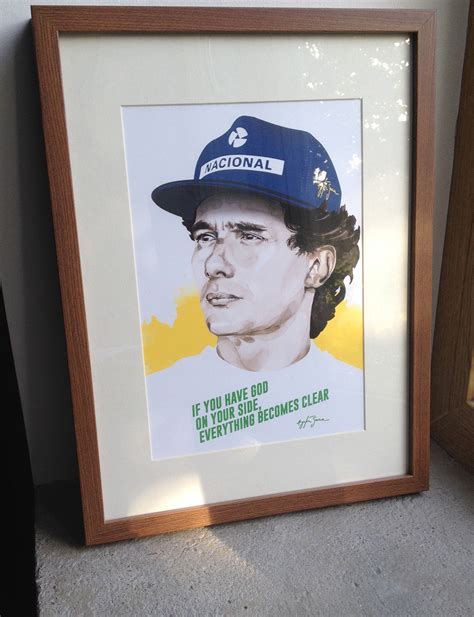 NACIONAL
IF YOU HAVE GOD
ON YOUR SIDE,
EVERYTHING BECOMES CLEAR